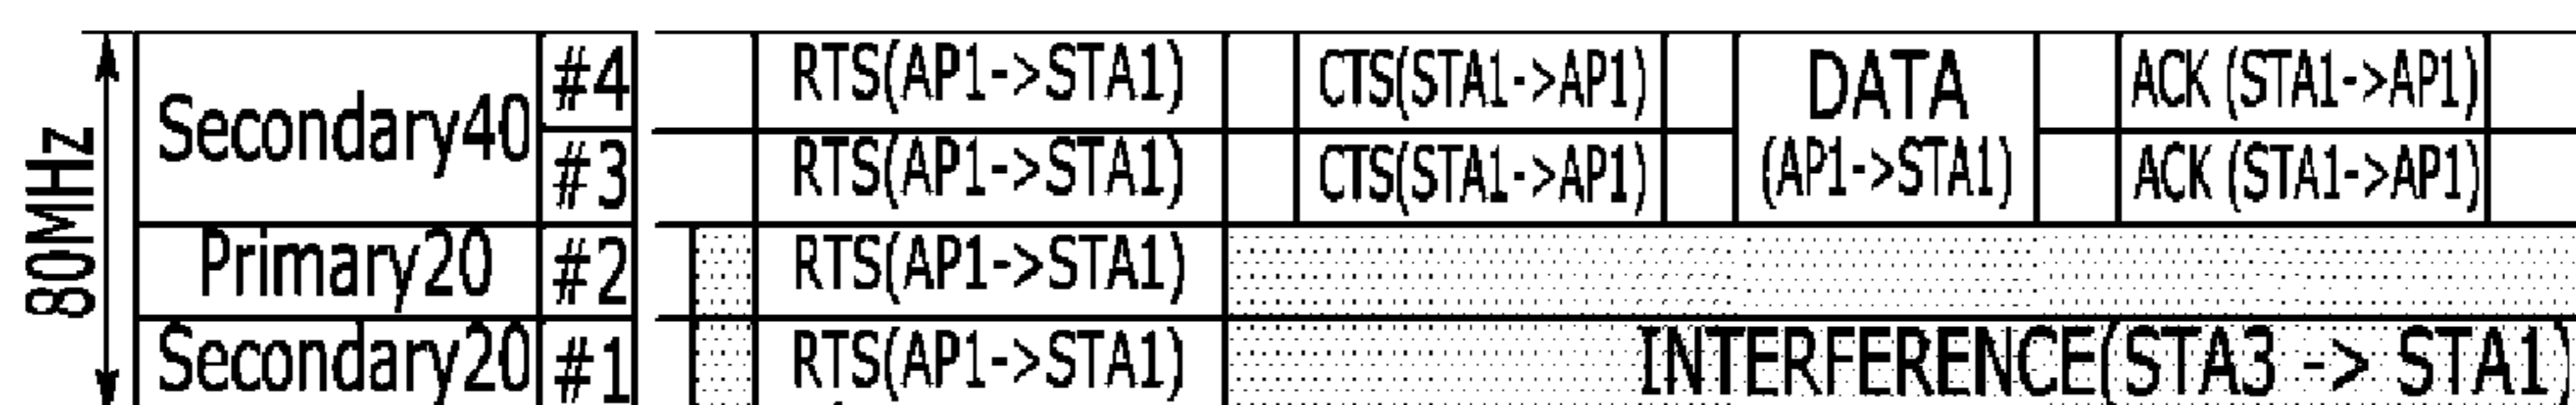 80MHz
Secondary40 #4 RTS(AP1->STA1) CTS(STA1->AP1) DATA ACK (STA1->AP1)
#3 RTS(AP1->STA1) CTS(STA1->AP1) (AP1->STA1) ACK (STA1->AP1)
Primary20 #2 RTS(AP1->STA1)
Secondary20 #1 RTS(AP1->STA1) INTERFERENCE(STA3 -> STA1)